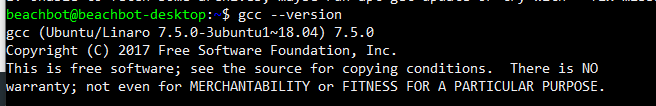 beachbot@beachbot-desktop:~$ gcc --version
gcc (Ubuntu/Linaro 7.5.0-3ubuntu1~18.04) 7.5.0
Copyright (C) 2017 Free Software Foundation, Inc.
This is free software; see the source for copying conditions.  There is NO
warranty; not even for MERCHANTABILITY or FITNESS FOR A PARTICULAR PURPOSE.